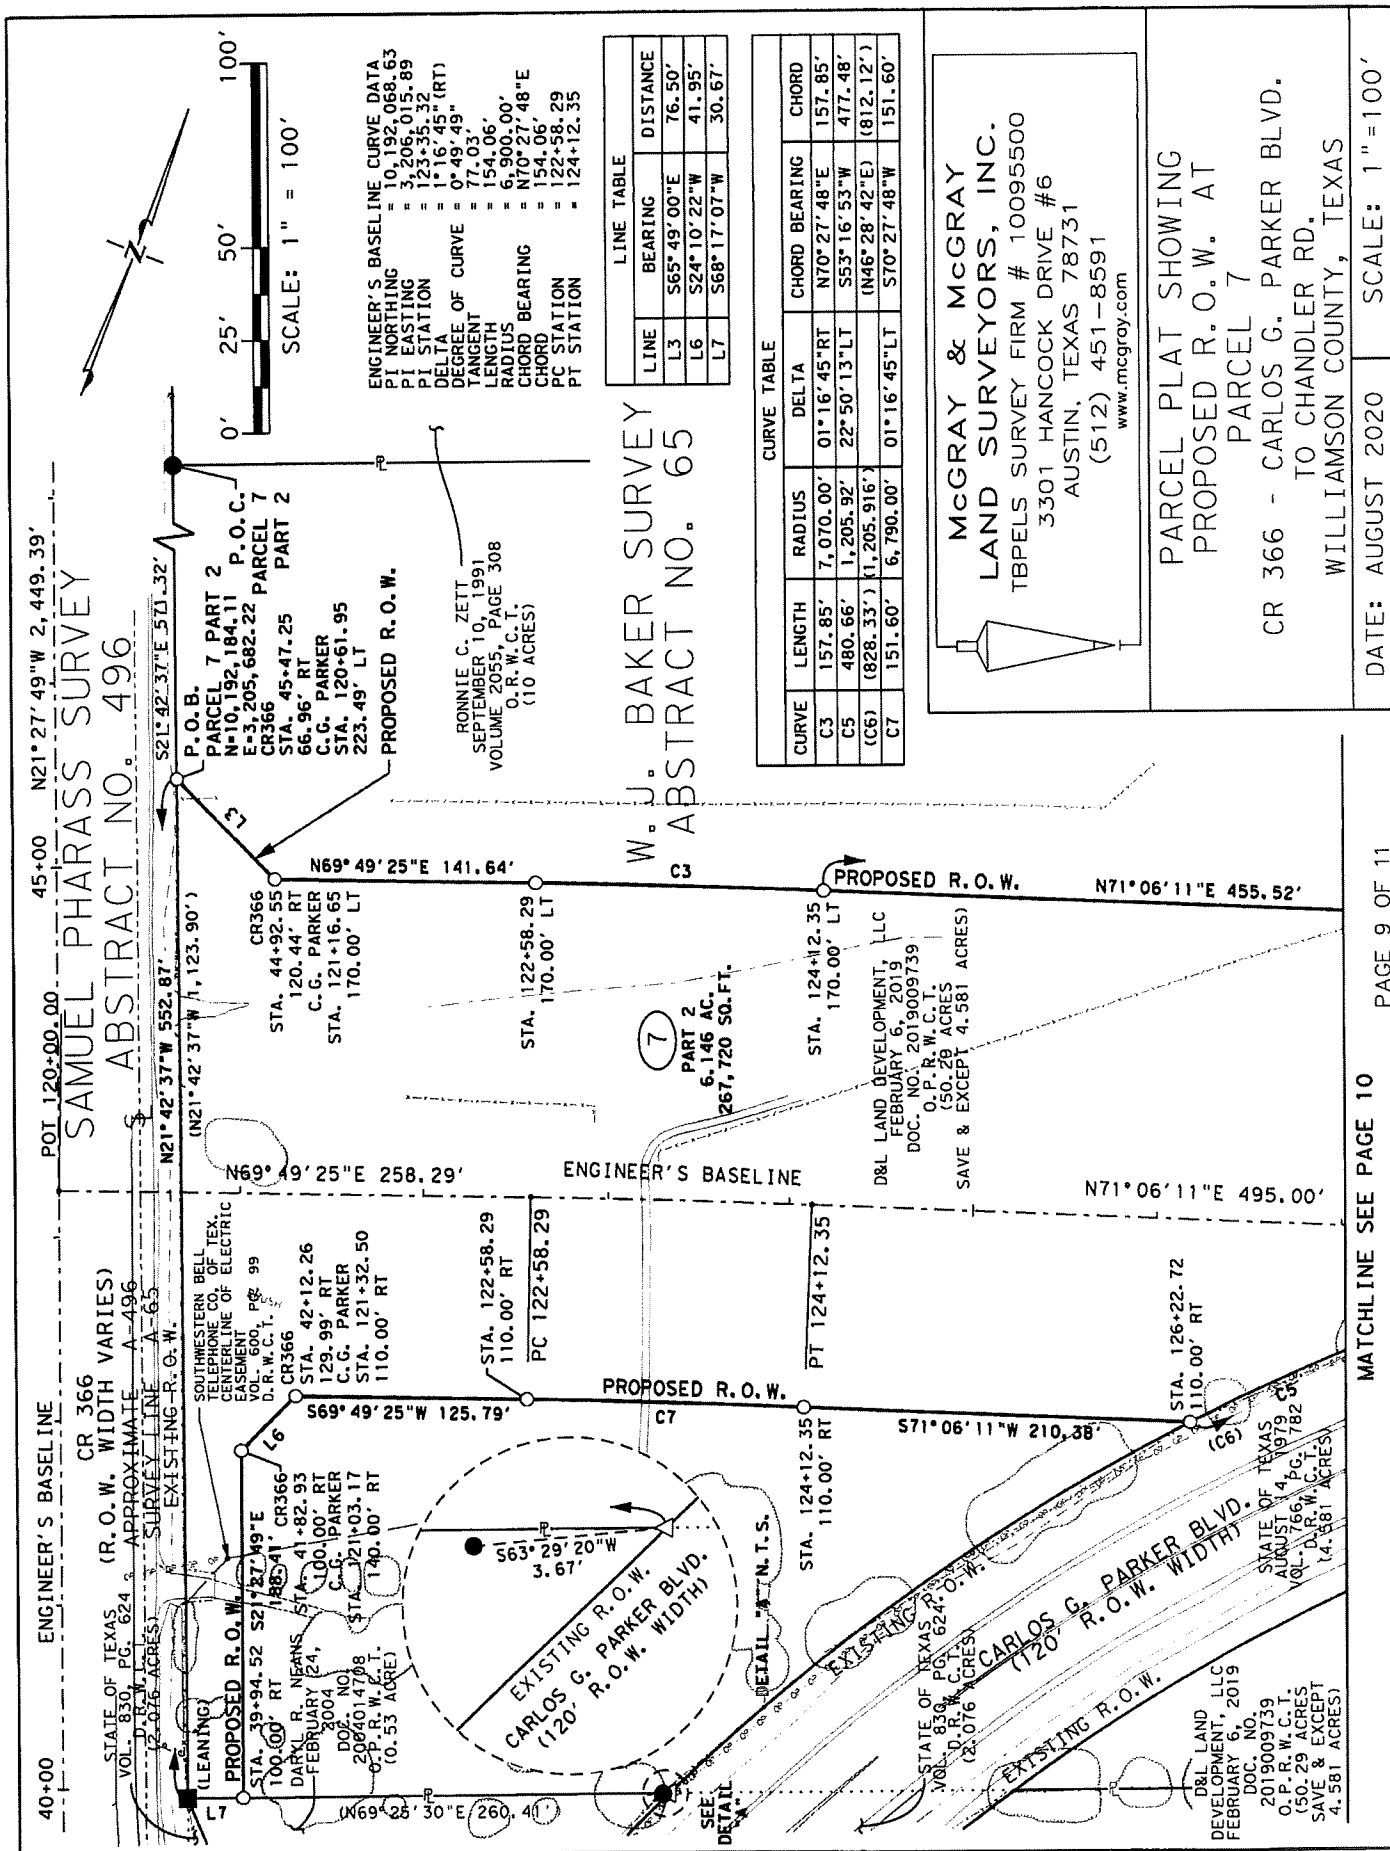 40+00
ENGINEER'S BASELINE
POT 120+00.00
45+00
N21°27'49"W 2,449.39'
CR 366
(R.O.W. WIDTH VARIES)
STATE OF TEXAS
VOL. 830, PG. 624
D.R.W.C.T.
(2.076 ACRES)
APPROXIMATE A-496
SURVEY LINE A-65
EXISTING R.O.W.
SAMUEL PHARASS SURVEY
ABSTRACT NO. 496
N21°42'37"W 552.87'
(N21°42'37"W 1,123.90')
S21°42'37"E 571.32'
P.O.B.
PARCEL 7 PART 2
N=10,192,184.11
E=3,205,682.22
CR366
STA. 45+47.25
66.96' RT
C.G. PARKER
STA. 120+61.95
223.49' LT
P.O.C.
PARCEL 7
PART 2
PROPOSED R.O.W.
L3
(LEANING)
L7
PROPOSED R.O.W.
STA. 39+94.52
100.00' RT
S21°27'49"E
188.41'
DARYL R. NEANS
FEBRUARY 24,
2004
DOC. NO.
2004014708
O.P.R.W.C.T.
(0.53 ACRE)
CR366
STA. 41+82.93
100.00' RT
C.G. PARKER
STA. 121+03.17
140.00' RT
L6
SOUTHWESTERN BELL
TELEPHONE CO. OF TEX.
CENTERLINE OF ELECTRIC
EASEMENT
VOL. 600, PG. 99
D.R.W.C.T.
CR366
STA. 42+12.26
129.99' RT
C.G. PARKER
STA. 121+32.50
110.00' RT
N69°49'25"E 258.29'
ENGINEER'S BASELINE
N71°06'11"E 495.00'
CR366
STA. 44+92.55
120.44' RT
C.G. PARKER
STA. 121+16.65
170.00' LT
N69°49'25"E 141.64'
STA. 122+58.29
170.00' LT
C3
STA. 124+12.35
170.00' LT
PROPOSED R.O.W.
N71°06'11"E 455.52'
7
PART 2
6.146 AC.
267,720 SQ.FT.
D&L LAND DEVELOPMENT, LLC
FEBRUARY 6, 2019
DOC. NO. 2019009739
O.P.R.W.C.T.
(50.29 ACRES
SAVE & EXCEPT 4.581 ACRES)
S69°49'25"W 125.79'
STA. 122+58.29
110.00' RT
PC 122+58.29
PROPOSED R.O.W.
C7
PT 124+12.35
STA. 124+12.35
110.00' RT
S71°06'11"W 210.38'
STA. 126+22.72
110.00' RT
C5
(C6)
(N69°25'30"E 260.41')
SEE
DETAIL
"A"
PL
S63°29'20"W
3.67'
EXISTING R.O.W.
CARLOS G. PARKER BLVD.
(120' R.O.W. WIDTH)
DETAIL "A" N.T.S.
EXISTING R.O.W.
STATE OF TEXAS
VOL. 830, PG. 624
D.R.W.C.T.
(2.076 ACRES)
CARLOS G. PARKER BLVD.
(120' R.O.W. WIDTH)
EXISTING R.O.W.
STATE OF TEXAS
AUGUST 14, 1979
VOL. 766, PG. 782
D.R.W.C.T.
(4.581 ACRES)
D&L LAND
DEVELOPMENT, LLC
FEBRUARY 6, 2019
DOC. NO.
2019009739
O.P.R.W.C.T.
(50.29 ACRES
SAVE & EXCEPT
4.581 ACRES)
RONNIE C. ZETT
SEPTEMBER 10, 1991
VOLUME 2055, PAGE 308
O.R.W.C.T.
(10 ACRES)
W. J. BAKER SURVEY
ABSTRACT NO. 65
PL
N
0' 25' 50' 100'
SCALE: 1" = 100'
ENGINEER'S BASELINE CURVE DATA
PI NORTHING = 10,192,068.63
PI EASTING = 3,206,015.89
PI STATION = 123+35.32
DELTA = 1°16'45"(RT)
DEGREE OF CURVE = 0°49'49"
TANGENT = 77.03'
LENGTH = 154.06'
RADIUS = 6,900.00'
CHORD BEARING = N70°27'48"E
CHORD = 154.06'
PC STATION = 122+58.29
PT STATION = 124+12.35
LINE TABLE
LINE BEARING DISTANCE
L3 S65°49'00"E 76.50'
L6 S24°10'22"W 41.95'
L7 S68°17'07"W 30.67'
CURVE TABLE
CURVE LENGTH RADIUS DELTA CHORD BEARING CHORD
C3 157.85' 7,070.00' 01°16'45"RT N70°27'48"E 157.85'
C5 480.66' 1,205.92' 22°50'13"LT S53°16'53"W 477.48'
(C6) (828.33') (1,205.916') (N46°28'42"E) (812.12')
C7 151.60' 6,790.00' 01°16'45"LT S70°27'48"W 151.60'
McGRAY & McGRAY
LAND SURVEYORS, INC.
TBPELS SURVEY FIRM # 10095500
3301 HANCOCK DRIVE #6
AUSTIN, TEXAS 78731
(512) 451-8591
www.mcgray.com
PARCEL PLAT SHOWING
PROPOSED R.O.W. AT
PARCEL 7
CR 366 - CARLOS G. PARKER BLVD.
TO CHANDLER RD.
WILLIAMSON COUNTY, TEXAS
DATE: AUGUST 2020
SCALE: 1"=100'
MATCHLINE SEE PAGE 10
PAGE 9 OF 11